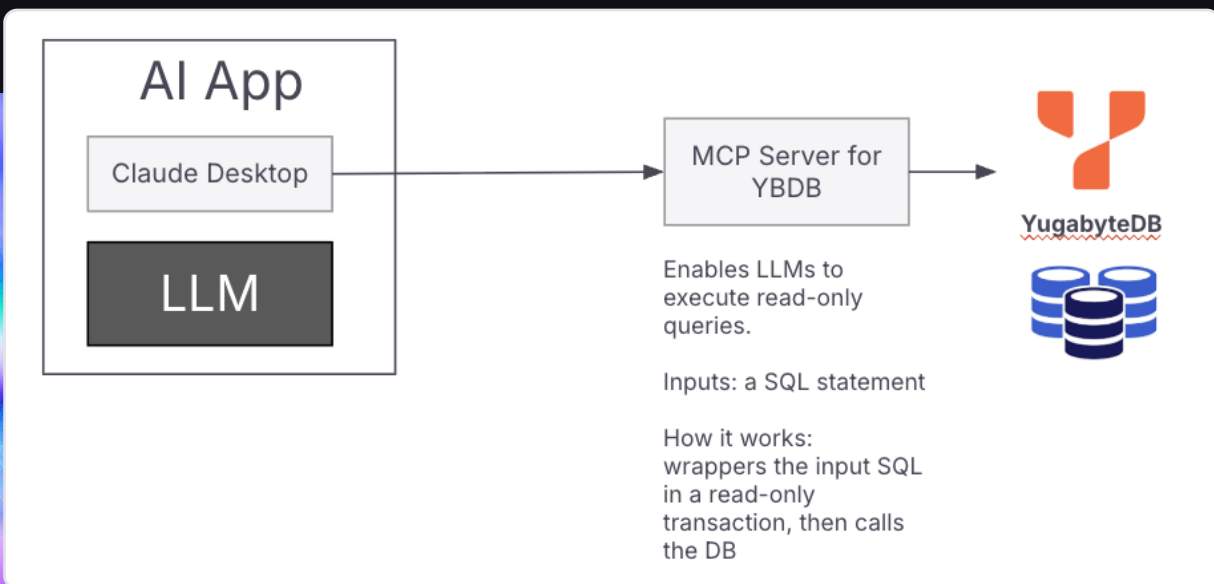 AI App
Claude Desktop
LLM
MCP Server for
YBDB
Enables LLMs to
execute read-only
queries.
Inputs: a SQL statement
How it works:
wrappers the input SQL
in a read-only
transaction, then calls
the DB
YugabyteDB